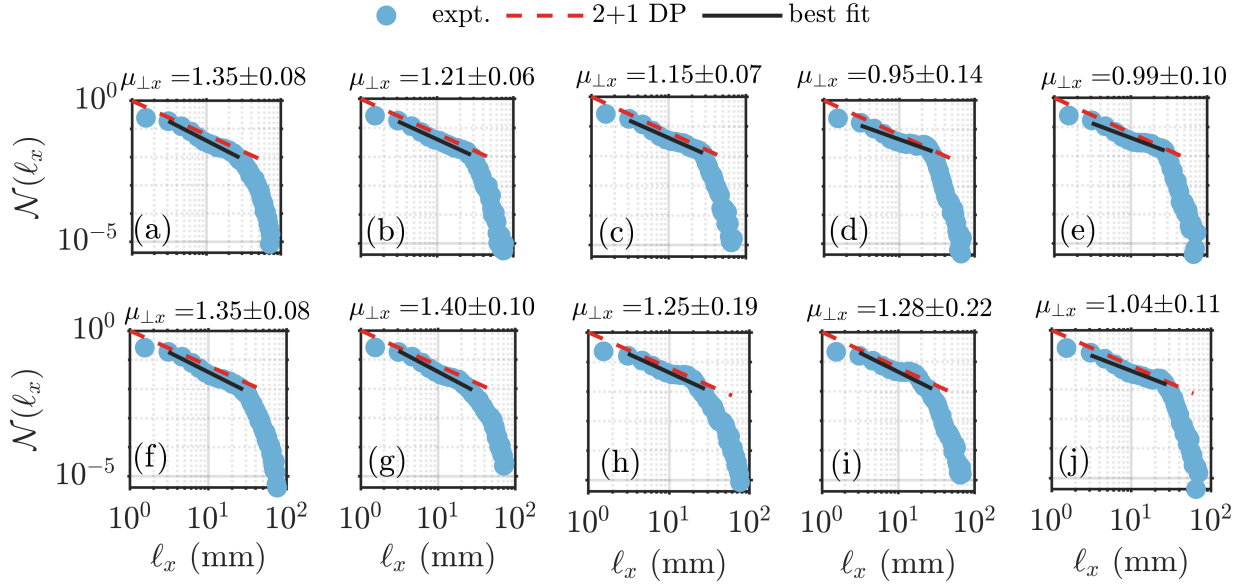 expt. 2+1 DP best fit
μ⊥x =1.35±0.08 μ⊥x =1.21±0.06 μ⊥x =1.15±0.07 μ⊥x =0.95±0.14 μ⊥x =0.99±0.10
10^0
𝒩(ℓx)
(a) (b) (c) (d) (e)
10^-5
μ⊥x =1.35±0.08 μ⊥x =1.40±0.10 μ⊥x =1.25±0.19 μ⊥x =1.28±0.22 μ⊥x =1.04±0.11
10^0
𝒩(ℓx)
(f) (g) (h) (i) (j)
10^-5
10^0 10^1 10^2 10^0 10^1 10^2 10^0 10^1 10^2 10^0 10^1 10^2 10^0 10^1 10^2
ℓx (mm) ℓx (mm) ℓx (mm) ℓx (mm) ℓx (mm)